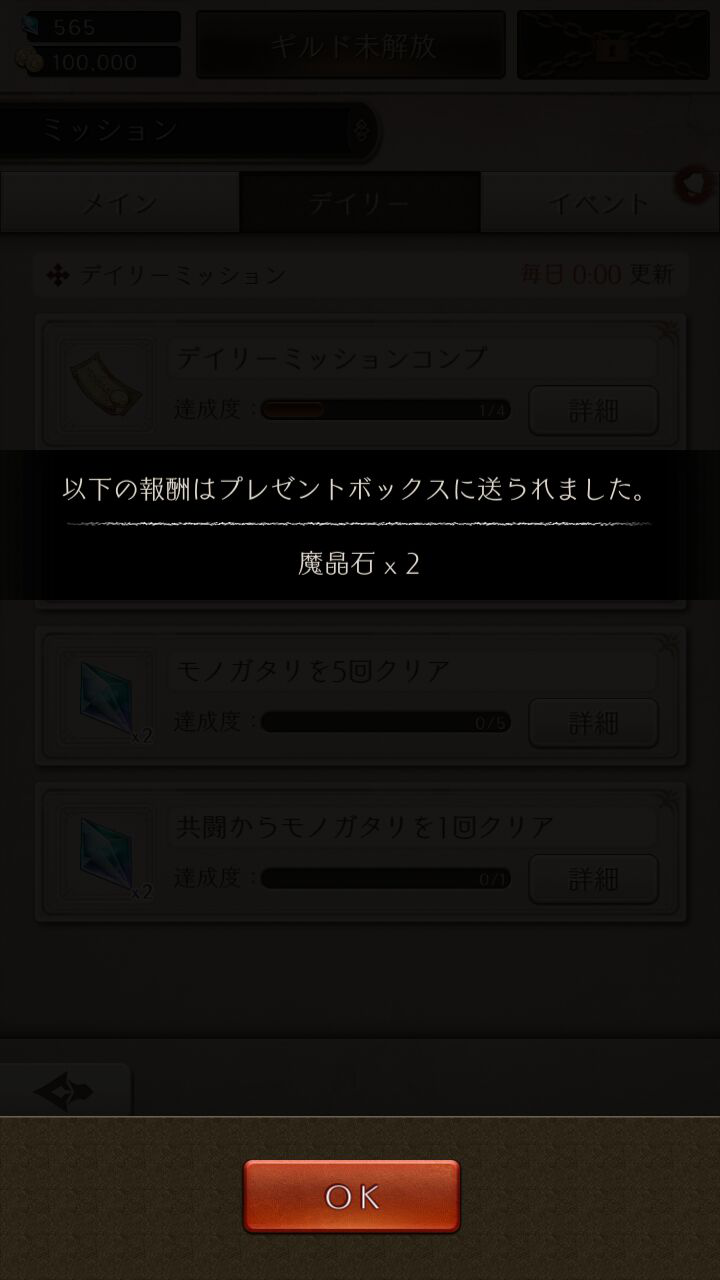 565
100,000
ギルド未解放
ミッション
メイン
デイリー
イベント
デイリーミッション
毎日 0:00 更新
デイリーミッションコンプ
達成度：
1/4
詳細
以下の報酬はプレゼントボックスに送られました。
魔晶石 x 2
モノガタリを5回クリア
x2
達成度：
0/5
詳細
共闘からモノガタリを1回クリア
x2
達成度：
0/1
詳細
OK